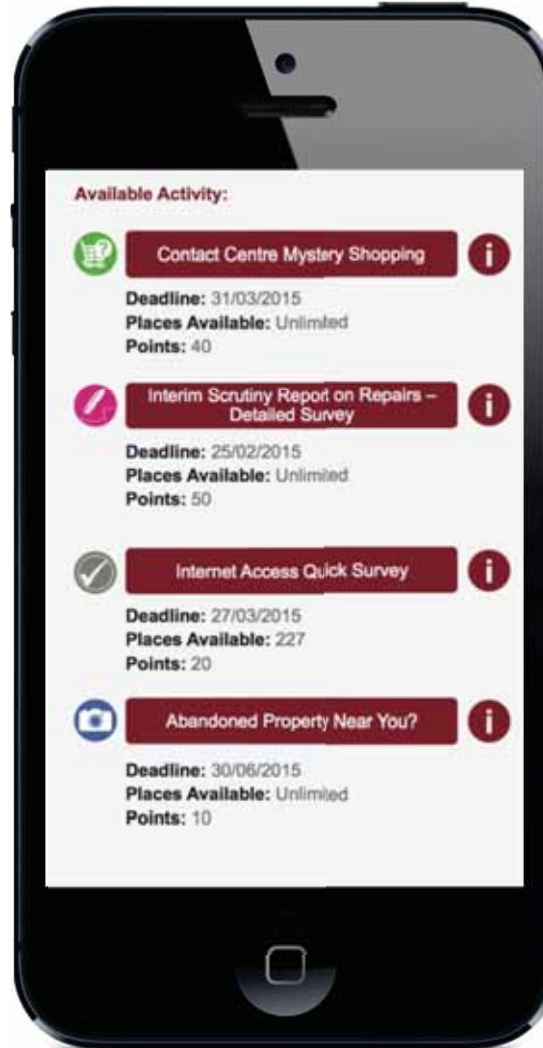 Available Activity:
Contact Centre Mystery Shopping
i
Deadline: 31/03/2015
Places Available: Unlimited
Points: 40
Interim Scrutiny Report on Repairs –
Detailed Survey
i
Deadline: 25/02/2015
Places Available: Unlimited
Points: 50
Internet Access Quick Survey
i
Deadline: 27/03/2015
Places Available: 227
Points: 20
Abandoned Property Near You?
i
Deadline: 30/06/2015
Places Available: Unlimited
Points: 10